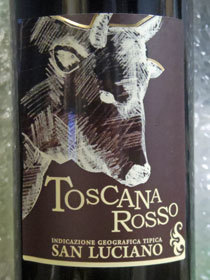 TOSCANA
ROSSO
INDICAZIONE GEOGRAFICA TIPICA
SAN LUCIANO